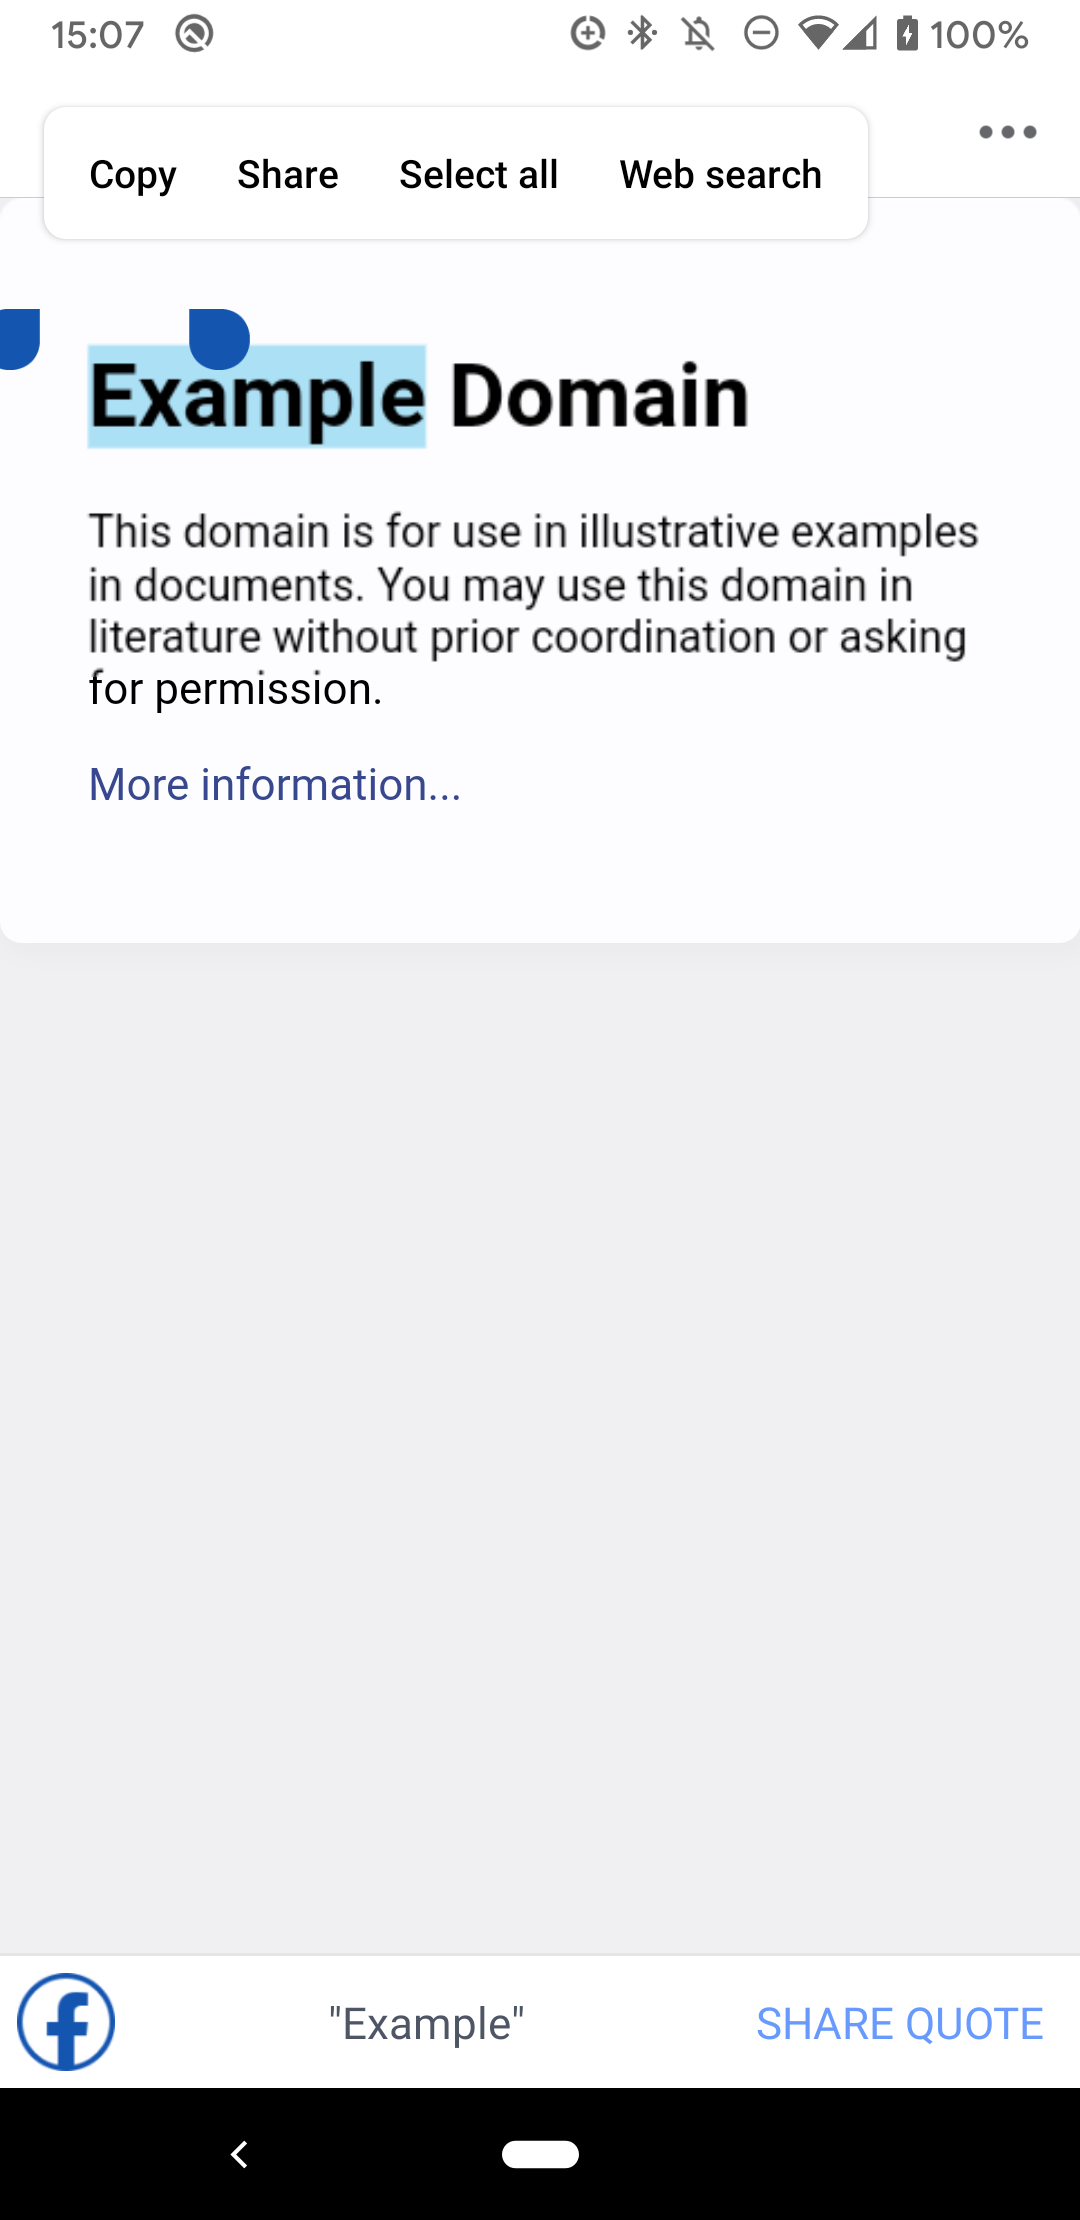 15:07
100%
Copy Share Select all Web search
Example Domain
This domain is for use in illustrative examples
in documents. You may use this domain in
literature without prior coordination or asking
for permission.
More information...
"Example" SHARE QUOTE